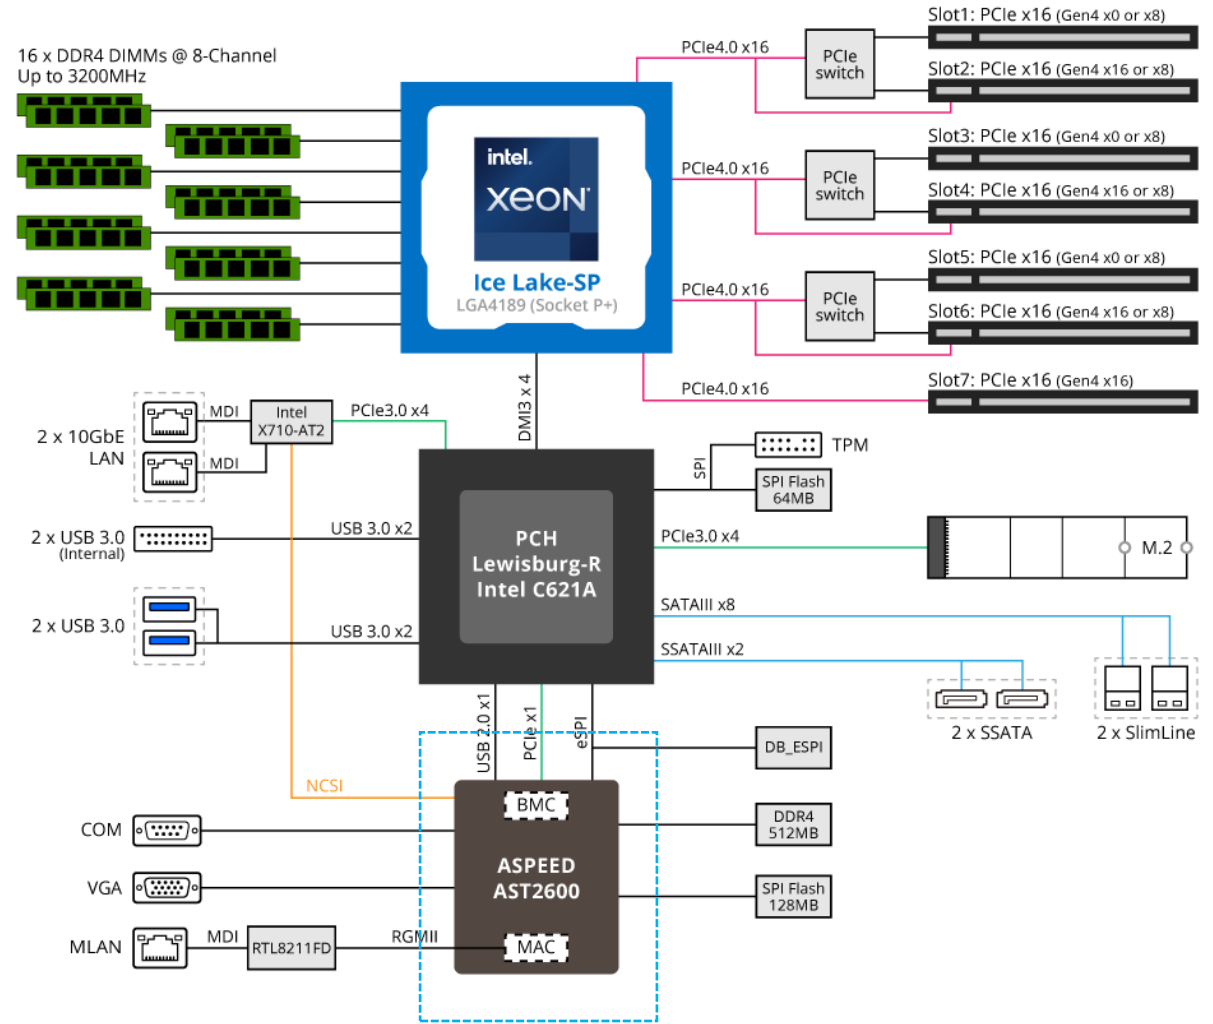 16 x DDR4 DIMMs @ 8-Channel
Up to 3200MHz
intel.
XEON
Ice Lake-SP
LGA4189 (Socket P+)
PCIe4.0 x16
PCIe
switch
Slot1: PCIe x16 (Gen4 x0 or x8)
Slot2: PCIe x16 (Gen4 x16 or x8)
PCIe4.0 x16
PCIe
switch
Slot3: PCIe x16 (Gen4 x0 or x8)
Slot4: PCIe x16 (Gen4 x16 or x8)
PCIe4.0 x16
PCIe
switch
Slot5: PCIe x16 (Gen4 x0 or x8)
Slot6: PCIe x16 (Gen4 x16 or x8)
PCIe4.0 x16
Slot7: PCIe x16 (Gen4 x16)
DMI3 x 4
2 x 10GbE
LAN
MDI
MDI
Intel
X710-AT2
PCIe3.0 x4
2 x USB 3.0
(Internal)
USB 3.0 x2
2 x USB 3.0
USB 3.0 x2
PCH
Lewisburg-R
Intel C621A
SPI
TPM
SPI Flash
64MB
PCIe3.0 x4
M.2
SATAIII x8
SSATAIII x2
2 x SSATA
2 x SlimLine
USB 2.0 x1
PCIe x1
eSPI
DB_ESPI
NCSI
BMC
ASPEED
AST2600
MAC
DDR4
512MB
SPI Flash
128MB
COM
VGA
MLAN
MDI
RTL8211FD
RGMII